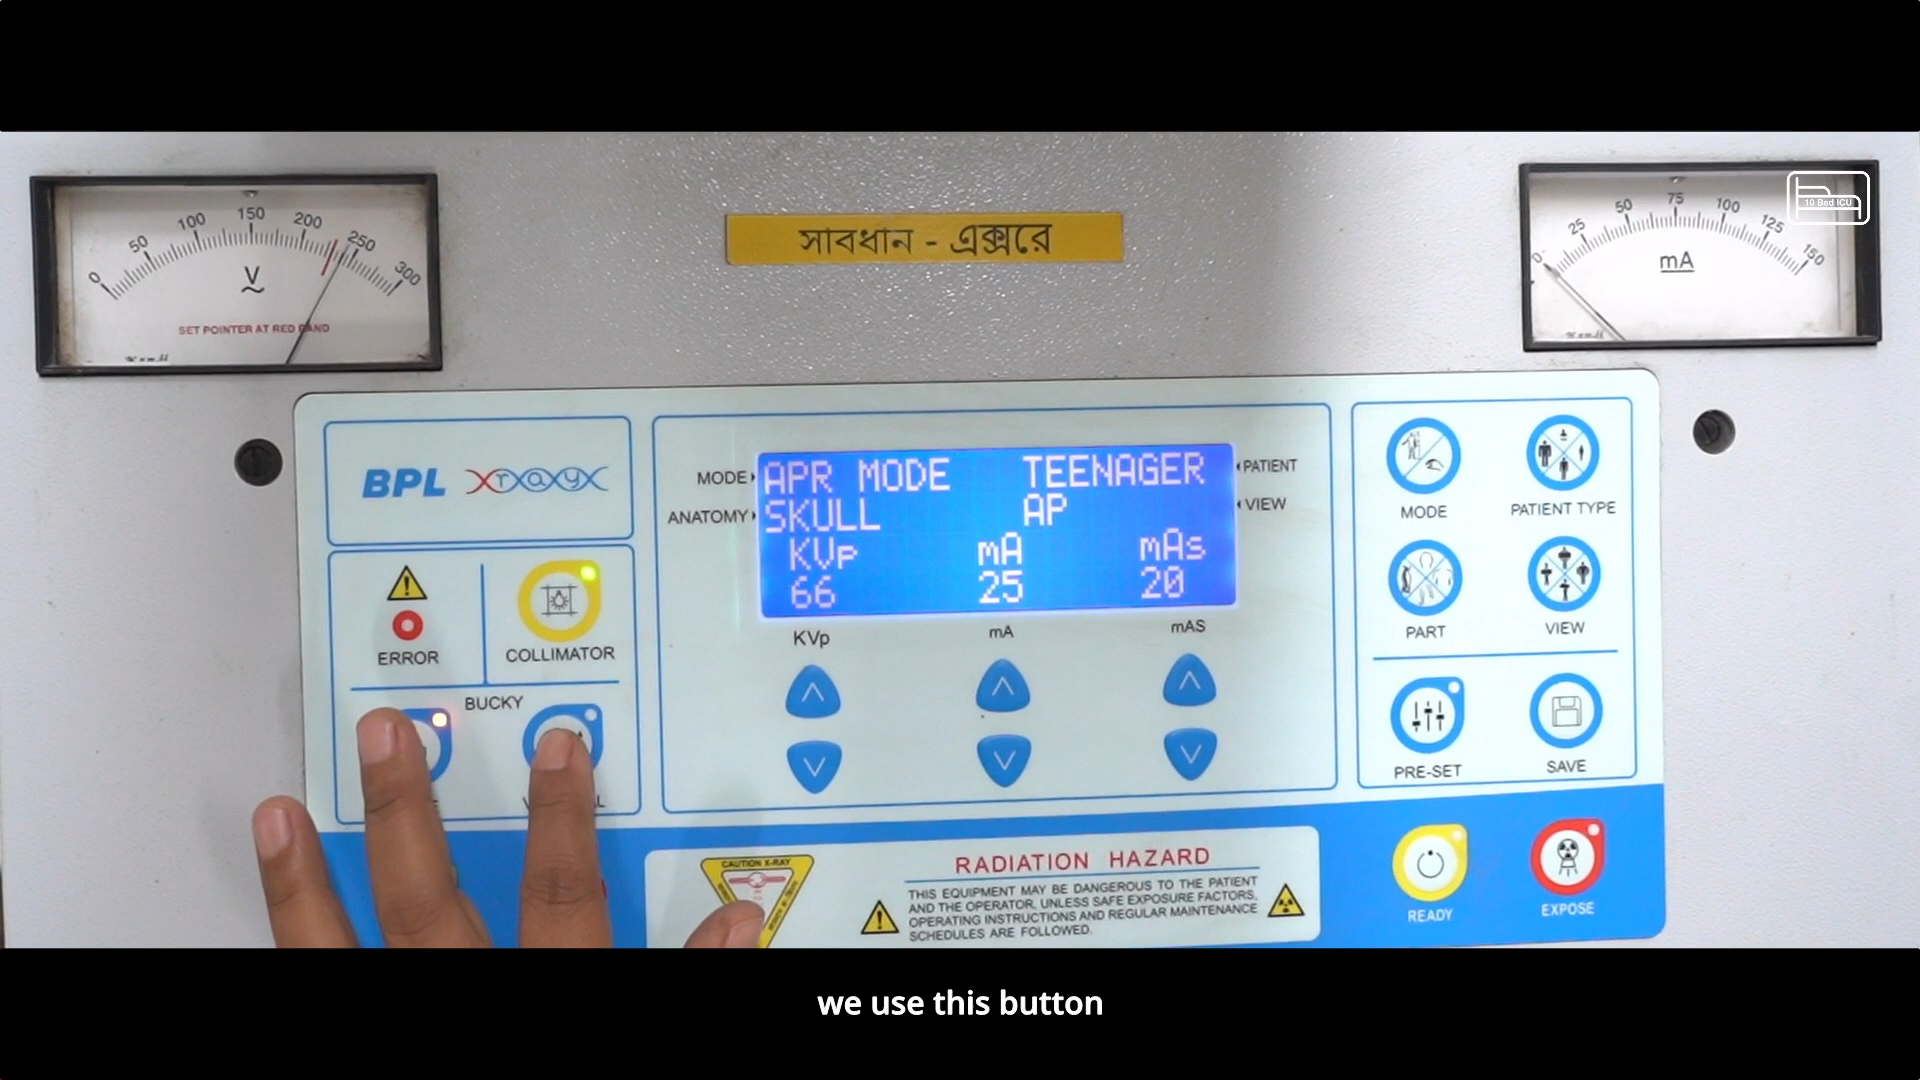 0 50 100 150 200 250 300
V
SET POINTER AT RED BAND
সাবধান - এক্সরে
0 25 50 75 100 125 150
mA
10 Bed ICU
BPL xray
ERROR
COLLIMATOR
BUCKY
MODE
ANATOMY
APR MODE TEENAGER
SKULL AP
KVp mA mAs
66 25 20
PATIENT
VIEW
KVp mA mAS
MODE
PATIENT TYPE
PART
VIEW
PRE-SET
SAVE
CAUTION X-RAY
RADIATION HAZARD
THIS EQUIPMENT MAY BE DANGEROUS TO THE PATIENT
AND THE OPERATOR, UNLESS SAFE EXPOSURE FACTORS,
OPERATING INSTRUCTIONS AND REGULAR MAINTENANCE
SCHEDULES ARE FOLLOWED.
READY
EXPOSE
we use this button